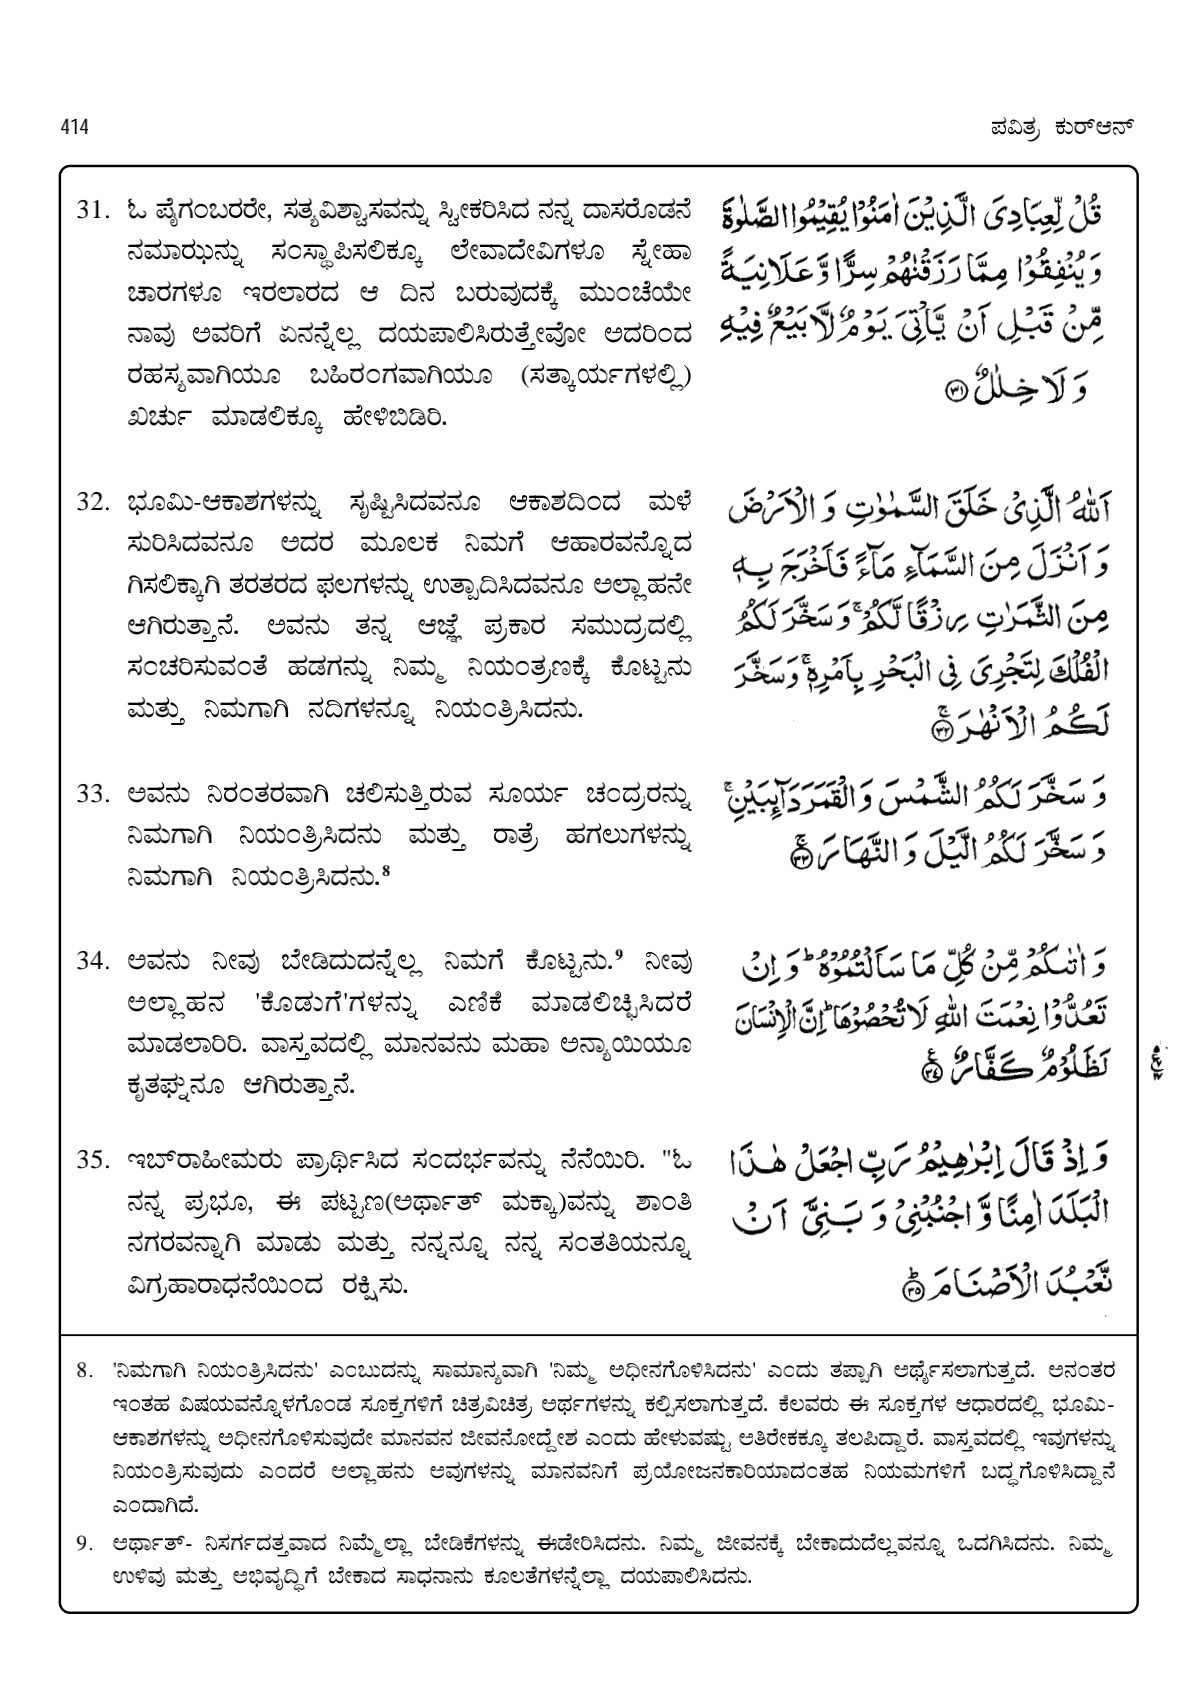 414
ಪವಿತ್ರ ಕುರ್‌ಆನ್
31. ಓ ಪೈಗಂಬರರೇ, ಸತ್ಯವಿಶ್ವಾಸವನ್ನು ಸ್ವೀಕರಿಸಿದ ನನ್ನ ದಾಸರೊಡನೆ
ನಮಾಝನ್ನು ಸಂಸ್ಥಾಪಿಸಲಿಕ್ಕೂ ಲೇವಾದೇವಿಗಳೂ ಸ್ನೇಹಾ
ಚಾರಗಳೂ ಇರಲಾರದ ಆ ದಿನ ಬರುವುದಕ್ಕೆ ಮುಂಚೆಯೇ
ನಾವು ಅವರಿಗೆ ಏನನ್ನೆಲ್ಲ ದಯಪಾಲಿಸಿರುತ್ತೇವೋ ಅದರಿಂದ
ರಹಸ್ಯವಾಗಿಯೂ ಬಹಿರಂಗವಾಗಿಯೂ (ಸತ್ಕಾರ್ಯಗಳಲ್ಲಿ)
ಖರ್ಚು ಮಾಡಲಿಕ್ಕೂ ಹೇಳಿಬಿಡಿರಿ.
قُلْ لِّعِبَادِىَ الَّذِيْنَ اٰمَنُوْا يُقِيْمُوا الصَّلٰوةَ
وَيُنْفِقُوْا مِمَّا رَزَقْنٰهُمْ سِرًّا وَّعَلَانِيَةً
مِّنْ قَبْلِ اَنْ يَّاْتِىَ يَوْمٌ لَّا بَيْعٌ فِيْهِ
وَلَا خِلٰلٌ ۝٣١
32. ಭೂಮಿ-ಆಕಾಶಗಳನ್ನು ಸೃಷ್ಟಿಸಿದವನೂ ಆಕಾಶದಿಂದ ಮಳೆ
ಸುರಿಸಿದವನೂ ಅದರ ಮೂಲಕ ನಿಮಗೆ ಆಹಾರವನ್ನೊದ
ಗಿಸಲಿಕ್ಕಾಗಿ ತರತರದ ಫಲಗಳನ್ನು ಉತ್ಪಾದಿಸಿದವನೂ ಅಲ್ಲಾಹನೇ
ಆಗಿರುತ್ತಾನೆ. ಅವನು ತನ್ನ ಆಜ್ಞೆ ಪ್ರಕಾರ ಸಮುದ್ರದಲ್ಲಿ
ಸಂಚರಿಸುವಂತೆ ಹಡಗನ್ನು ನಿಮ್ಮ ನಿಯಂತ್ರಣಕ್ಕೆ ಕೊಟ್ಟನು
ಮತ್ತು ನಿಮಗಾಗಿ ನದಿಗಳನ್ನೂ ನಿಯಂತ್ರಿಸಿದನು.
اَللّٰهُ الَّذِىْ خَلَقَ السَّمٰوٰتِ وَ الْاَرْضَ
وَ اَنْزَلَ مِنَ السَّمَآءِ مَآءً فَاَخْرَجَ بِهٖ
مِنَ الثَّمَرٰتِ رِزْقًا لَّكُمْ ۚ وَسَخَّرَ لَكُمُ
الْفُلْكَ لِتَجْرِىَ فِى الْبَحْرِ بِاَمْرِهٖ ۚ وَسَخَّرَ
لَكُمُ الْاَنْهٰرَ ۝٣٢ ۚ
33. ಅವನು ನಿರಂತರವಾಗಿ ಚಲಿಸುತ್ತಿರುವ ಸೂರ್ಯ ಚಂದ್ರರನ್ನು
ನಿಮಗಾಗಿ ನಿಯಂತ್ರಿಸಿದನು ಮತ್ತು ರಾತ್ರೆ ಹಗಲುಗಳನ್ನು
ನಿಮಗಾಗಿ ನಿಯಂತ್ರಿಸಿದನು.⁸
وَ سَخَّرَ لَكُمُ الشَّمْسَ وَ الْقَمَرَ دَآئِبَيْنِ ۚ
وَ سَخَّرَ لَكُمُ الَّيْلَ وَ النَّهَارَ ۝٣٣ ۚ
34. ಅವನು ನೀವು ಬೇಡಿದುದನ್ನೆಲ್ಲ ನಿಮಗೆ ಕೊಟ್ಟನು.⁹ ನೀವು
ಅಲ್ಲಾಹನ 'ಕೊಡುಗೆ'ಗಳನ್ನು ಎಣಿಕೆ ಮಾಡಲಿಚ್ಛಿಸಿದರೆ
ಮಾಡಲಾರಿರಿ. ವಾಸ್ತವದಲ್ಲಿ ಮಾನವನು ಮಹಾ ಅನ್ಯಾಯಿಯೂ
ಕೃತಘ್ನನೂ ಆಗಿರುತ್ತಾನೆ.
وَ اٰتٰىكُمْ مِّنْ كُلِّ مَا سَاَلْتُمُوْهُ ؕ وَ اِنْ
تَعُدُّوْا نِعْمَتَ اللّٰهِ لَا تُحْصُوْهَا ؕ اِنَّ الْاِنْسَانَ
لَظَلُوْمٌ كَفَّارٌ ۝٣٤ ۧ
35. ಇಬ್‌ರಾಹೀಮರು ಪ್ರಾರ್ಥಿಸಿದ ಸಂದರ್ಭವನ್ನು ನೆನೆಯಿರಿ. "ಓ
ನನ್ನ ಪ್ರಭೂ, ಈ ಪಟ್ಟಣ(ಅರ್ಥಾತ್ ಮಕ್ಕಾ)ವನ್ನು ಶಾಂತಿ
ನಗರವನ್ನಾಗಿ ಮಾಡು ಮತ್ತು ನನ್ನನ್ನೂ ನನ್ನ ಸಂತತಿಯನ್ನೂ
ವಿಗ್ರಹಾರಾಧನೆಯಿಂದ ರಕ್ಷಿಸು.
وَ اِذْ قَالَ اِبْرٰهِيْمُ رَبِّ اجْعَلْ هٰذَا
الْبَلَدَ اٰمِنًا وَّ اجْنُبْنِىْ وَ بَنِىَّ اَنْ
نَّعْبُدَ الْاَصْنَامَ ۝٣٥ ؕ
8. 'ನಿಮಗಾಗಿ ನಿಯಂತ್ರಿಸಿದನು' ಎಂಬುದನ್ನು ಸಾಮಾನ್ಯವಾಗಿ 'ನಿಮ್ಮ ಅಧೀನಗೊಳಿಸಿದನು' ಎಂದು ತಪ್ಪಾಗಿ ಅರ್ಥೈಸಲಾಗುತ್ತದೆ. ಅನಂತರ
ಇಂತಹ ವಿಷಯವನ್ನೊಳಗೊಂಡ ಸೂಕ್ತಗಳಿಗೆ ಚಿತ್ರವಿಚಿತ್ರ ಅರ್ಥಗಳನ್ನು ಕಲ್ಪಿಸಲಾಗುತ್ತದೆ. ಕೆಲವರು ಈ ಸೂಕ್ತಗಳ ಆಧಾರದಲ್ಲಿ ಭೂಮಿ-
ಆಕಾಶಗಳನ್ನು ಅಧೀನಗೊಳಿಸುವುದೇ ಮಾನವನ ಜೀವನೋದ್ದೇಶ ಎಂದು ಹೇಳುವಷ್ಟು ಅತಿರೇಕಕ್ಕೂ ತಲಪಿದ್ದಾರೆ. ವಾಸ್ತವದಲ್ಲಿ ಇವುಗಳನ್ನು
ನಿಯಂತ್ರಿಸುವುದು ಎಂದರೆ ಅಲ್ಲಾಹನು ಅವುಗಳನ್ನು ಮಾನವನಿಗೆ ಪ್ರಯೋಜನಕಾರಿಯಾದಂತಹ ನಿಯಮಗಳಿಗೆ ಬದ್ಧಗೊಳಿಸಿದ್ದಾನೆ
ಎಂದಾಗಿದೆ.
9. ಅರ್ಥಾತ್- ನಿಸರ್ಗದತ್ತವಾದ ನಿಮ್ಮೆಲ್ಲಾ ಬೇಡಿಕೆಗಳನ್ನು ಈಡೇರಿಸಿದನು. ನಿಮ್ಮ ಜೀವನಕ್ಕೆ ಬೇಕಾದುದೆಲ್ಲವನ್ನೂ ಒದಗಿಸಿದನು. ನಿಮ್ಮ
ಉಳಿವು ಮತ್ತು ಅಭಿವೃದ್ಧಿಗೆ ಬೇಕಾದ ಸಾಧನಾನು ಕೂಲತೆಗಳನ್ನೆಲ್ಲಾ ದಯಪಾಲಿಸಿದನು.